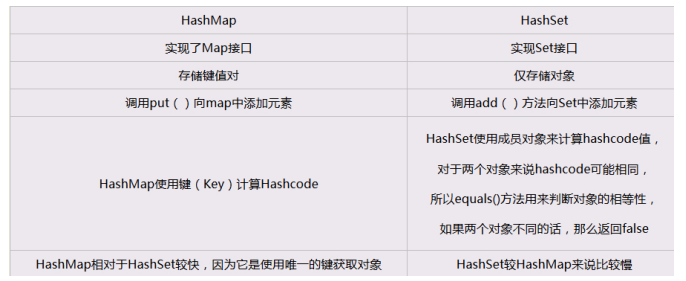 HashMap HashSet
实现了Map接口 实现Set接口
存储键值对 仅存储对象
调用put（）向map中添加元素 调用add（）方法向Set中添加元素
HashMap使用键（Key）计算Hashcode
HashSet使用成员对象来计算hashcode值，
对于两个对象来说hashcode可能相同，
所以equals()方法用来判断对象的相等性，
如果两个对象不同的话，那么返回false
HashMap相对于HashSet较快，因为它是使用唯一的键获取对象 HashSet较HashMap来说比较慢